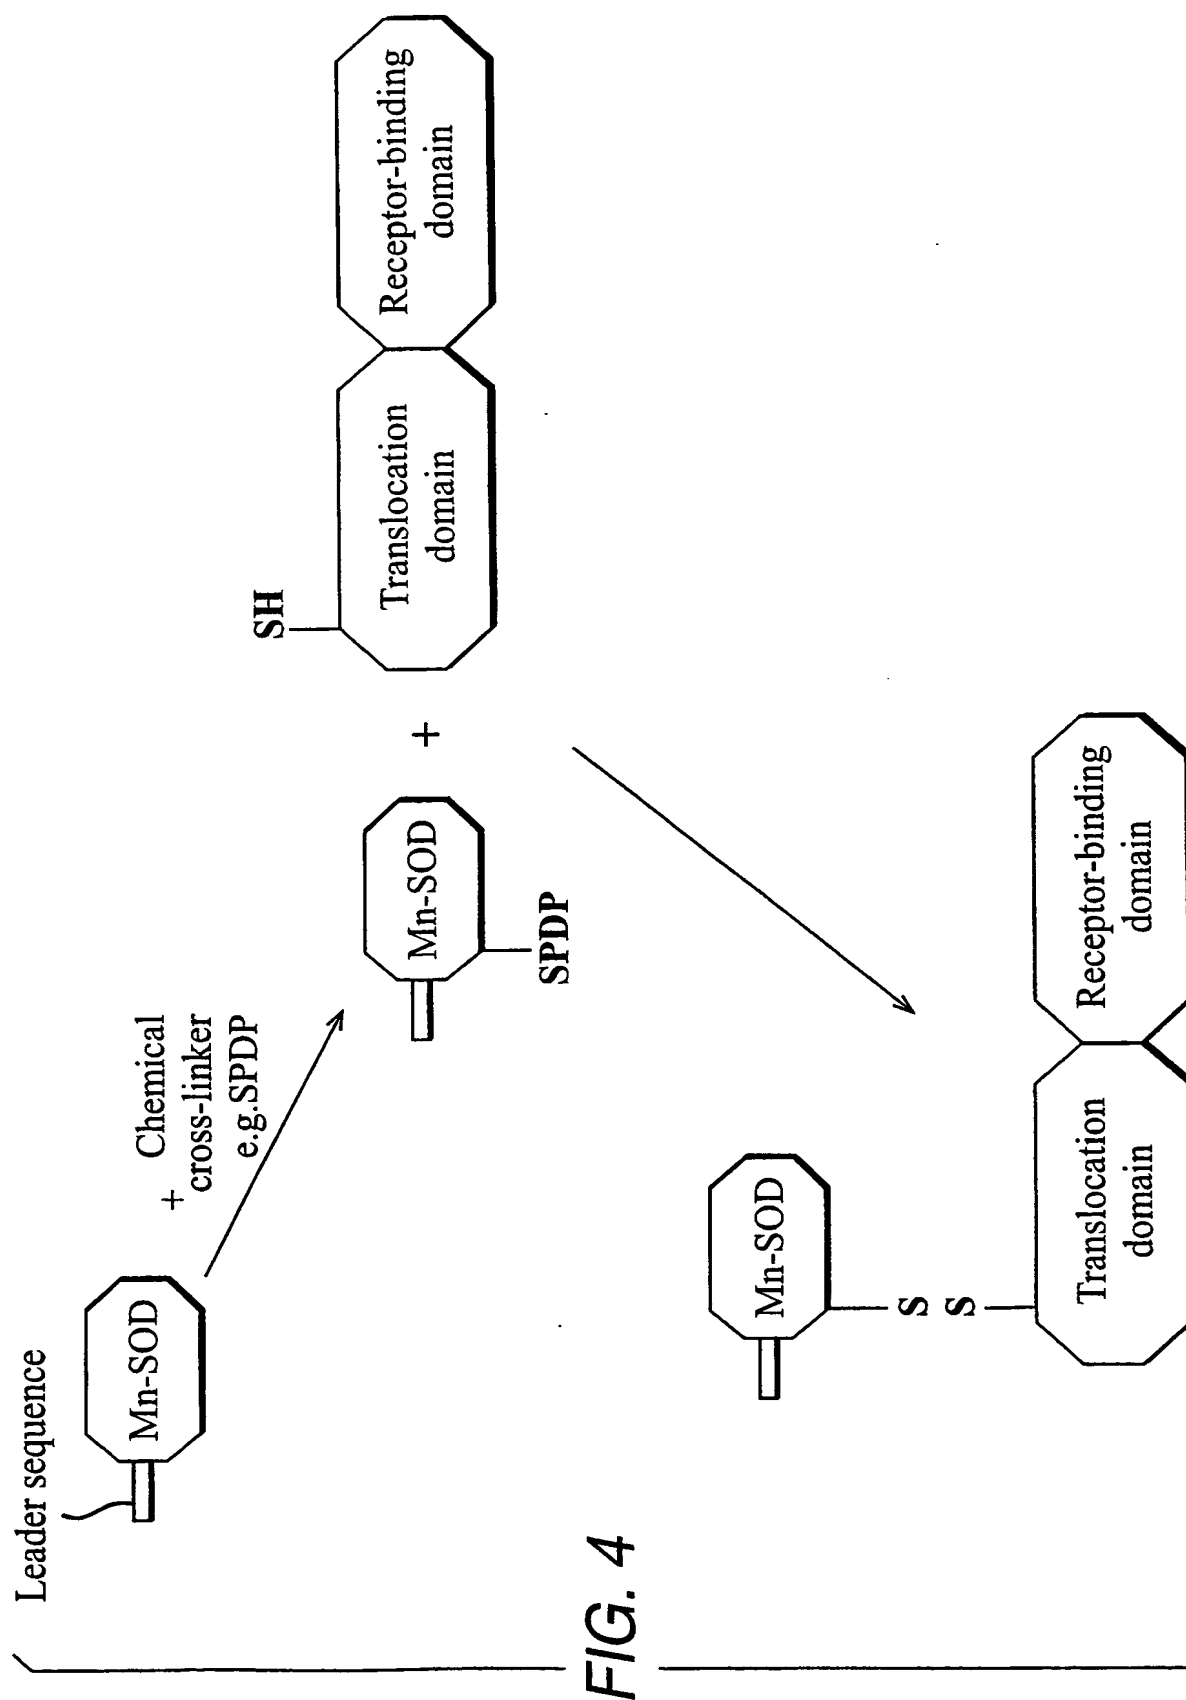 Leader sequence
Mn-SOD
+
Chemical
cross-linker
e.g.SPDP
Mn-SOD
SPDP
+
SH
Translocation
domain
Receptor-binding
domain
Mn-SOD
S
S
Translocation
domain
Receptor-binding
domain
FIG. 4